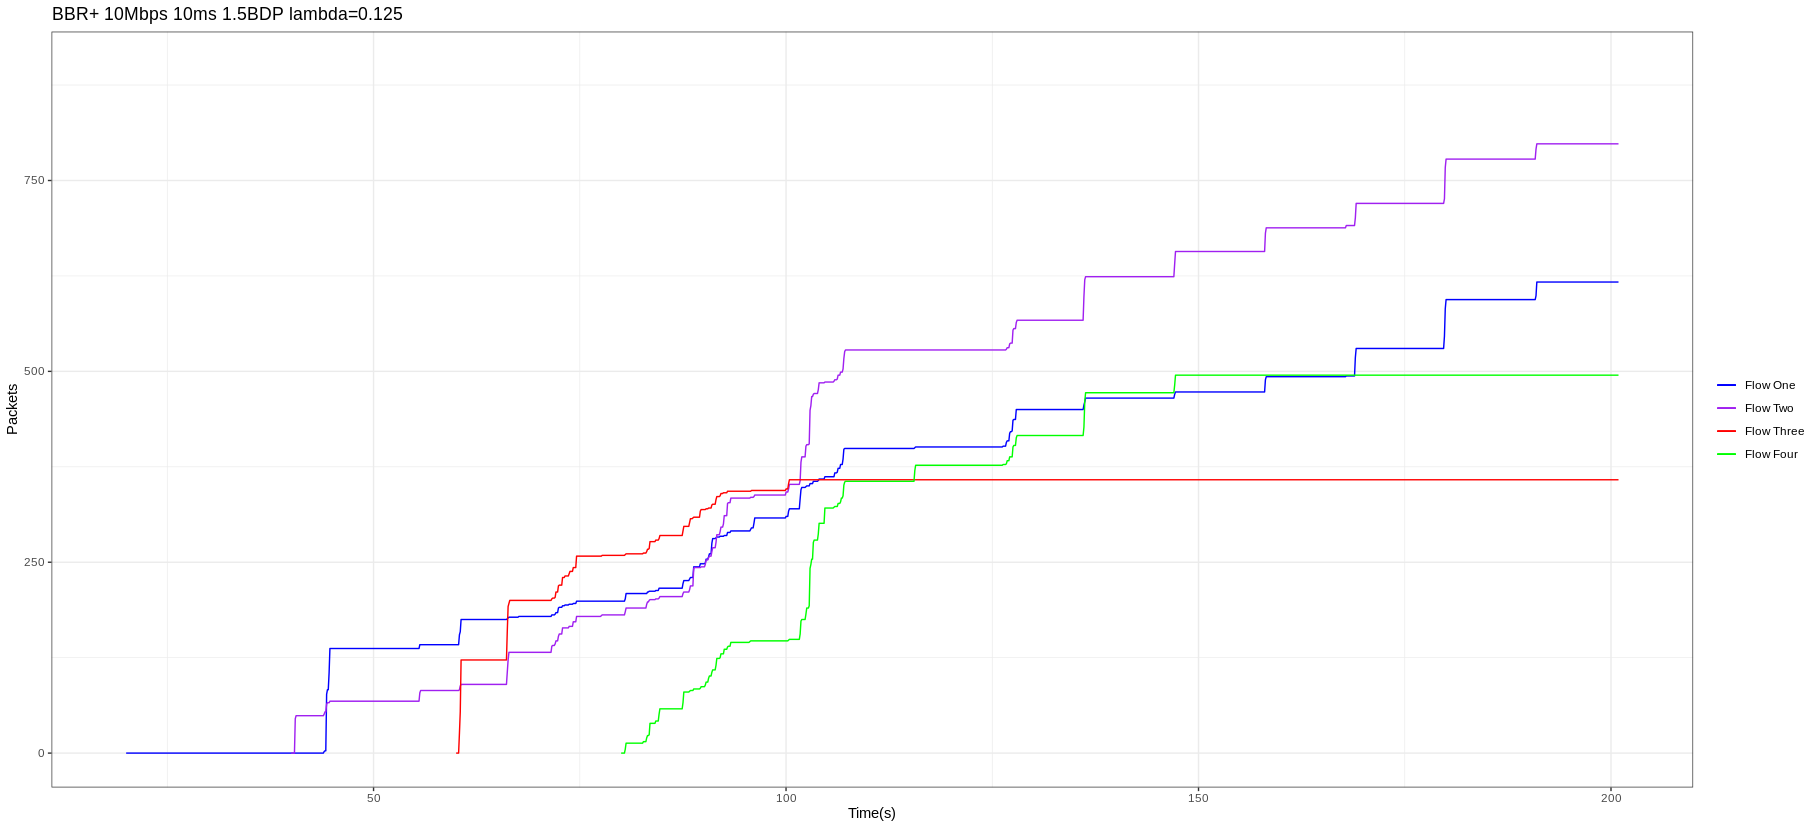 BBR+ 10Mbps 10ms 1.5BDP lambda=0.125
Packets
750
500
250
0
50 100 150 200
Time(s)
Flow One
Flow Two
Flow Three
Flow Four